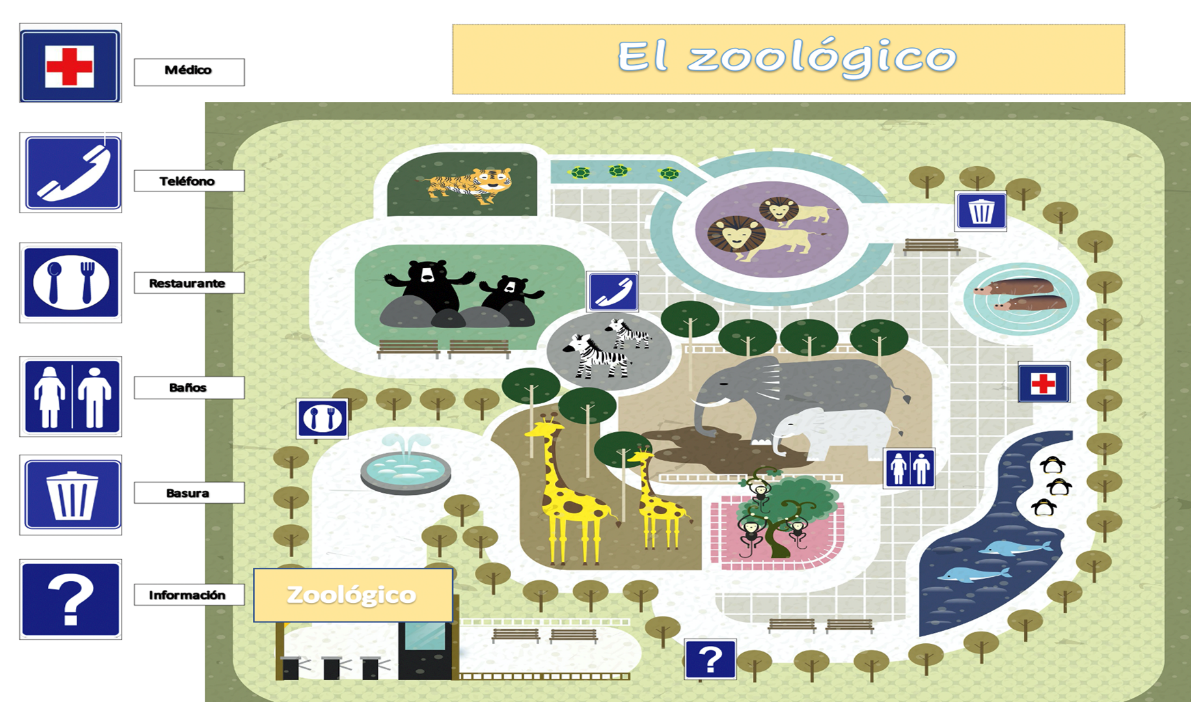 El zoológico
Médico
Teléfono
Restaurante
Baños
Basura
Información
?
Zoológico
?